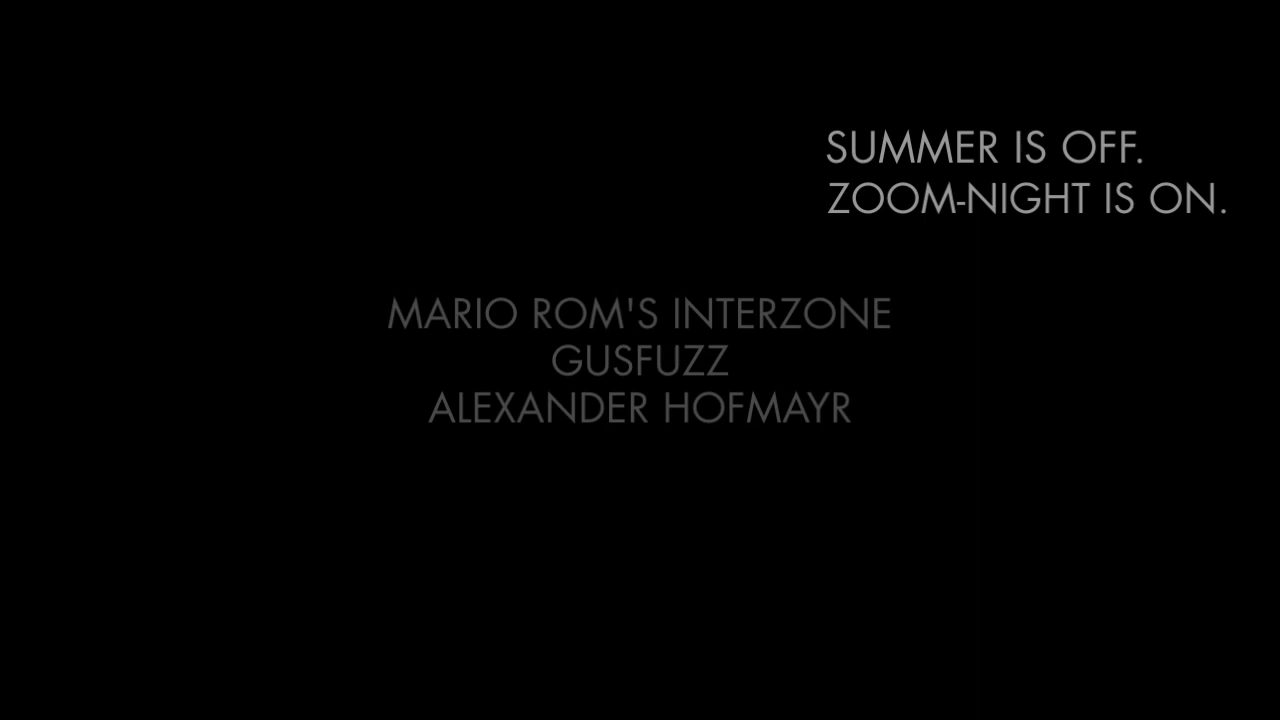 SUMMER IS OFF.
ZOOM-NIGHT IS ON.
MARIO ROM'S INTERZONE
GUSFUZZ
ALEXANDER HOFMAYR